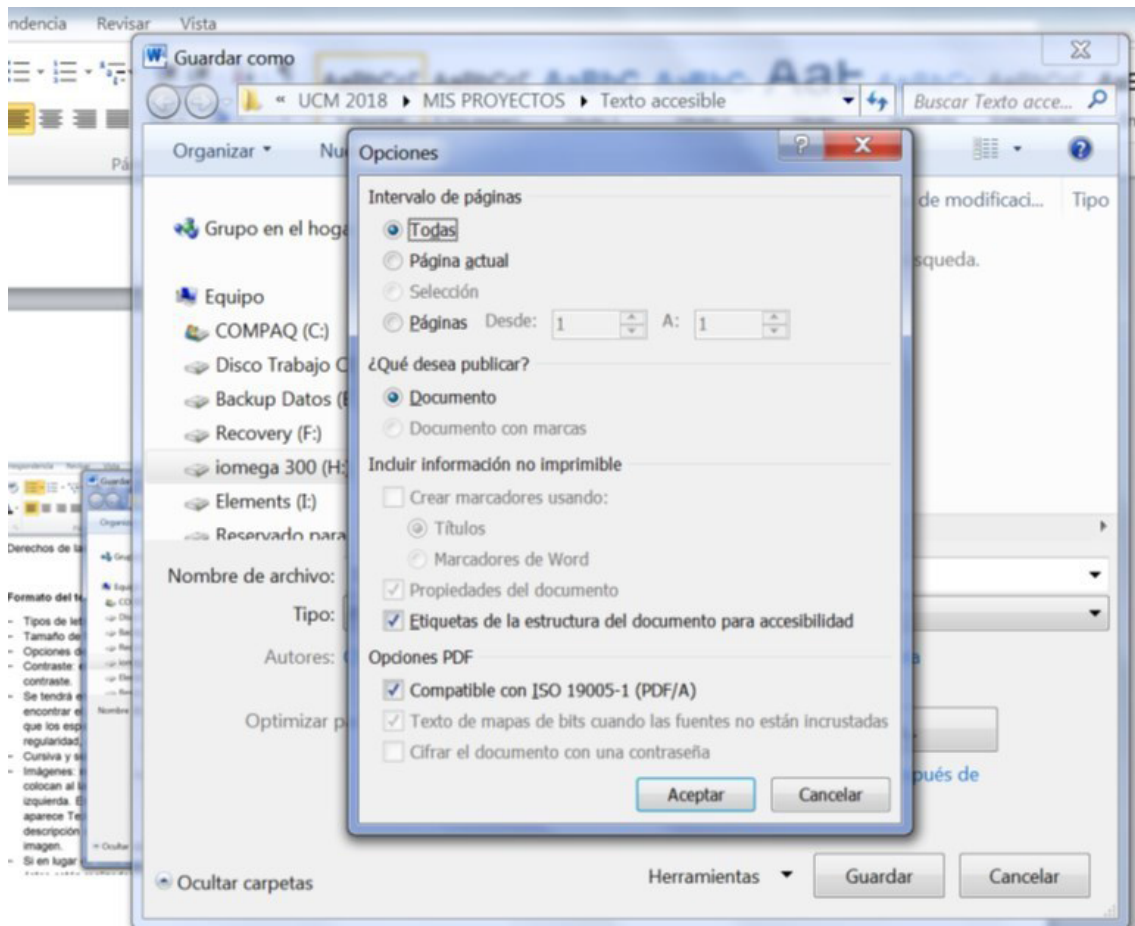 ndencia Revisar Vista
Guardar como
« UCM 2018 ▸ MIS PROYECTOS ▸ Texto accesible
Buscar Texto acce...
Organizar
Opciones
Intervalo de páginas
de modificaci... Tipo
Grupo en el hoga
Todas
Página actual
squeda.
Selección
Equipo
Páginas Desde: 1 A: 1
COMPAQ (C:)
Disco Trabajo
¿Qué desea publicar?
Backup Datos
Documento
Recovery (F:)
Documento con marcas
iomega 300 (H:)
Incluir información no imprimible
Elements (I:)
Crear marcadores usando:
Reservado para
Títulos
Marcadores de Word
Nombre de archivo:
Propiedades del documento
Tipo:
Etiquetas de la estructura del documento para accesibilidad
Autores:
Opciones PDF
Compatible con ISO 19005-1 (PDF/A)
Optimizar
Texto de mapas de bits cuando las fuentes no están incrustadas
Cifrar el documento con una contraseña
pués de
Aceptar Cancelar
Ocultar carpetas
Herramientas Guardar Cancelar
Derechos de la
Formato del
Tipos de
Tamaño de
Opciones
Contraste:
contraste.
Se tendrá
encontrar
que los
regularidad,
Cursiva y
Imágenes:
colocan al
izquierda.
aparece
descripción
imagen.
Si en lugar